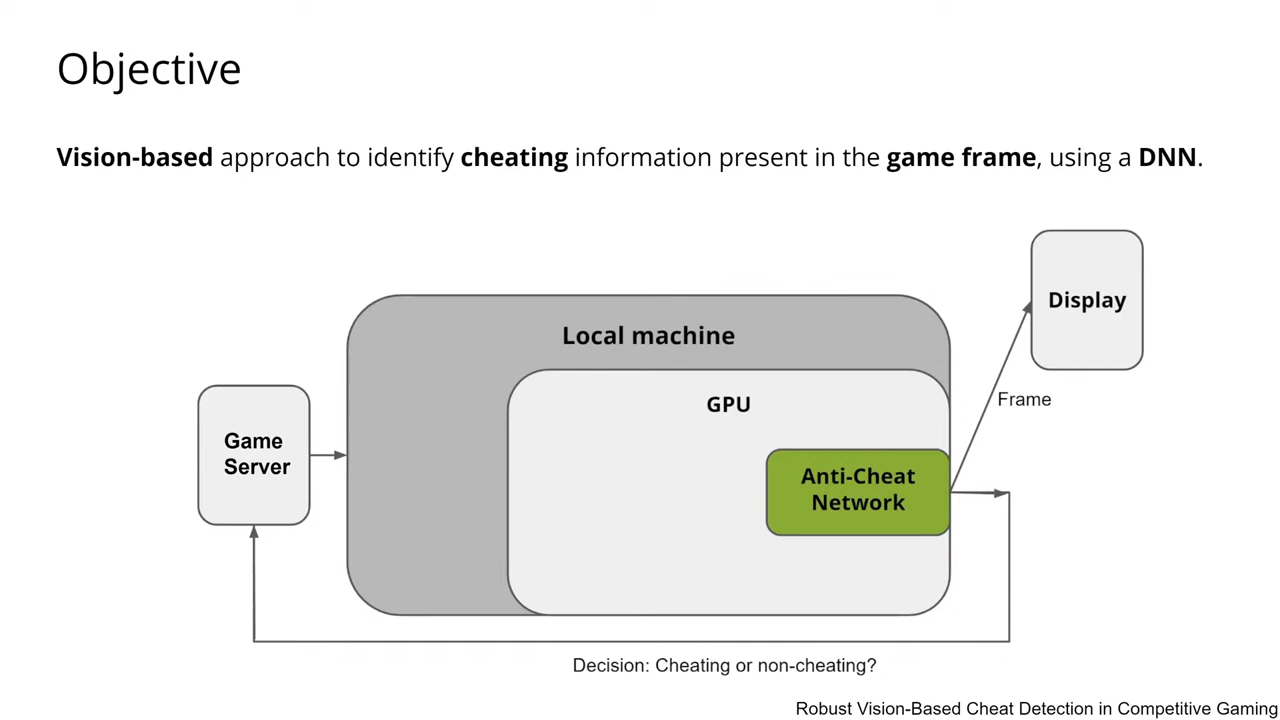 Objective
Vision-based approach to identify cheating information present in the game frame, using a DNN.
Display
Local machine
GPU
Frame
Game
Server
Anti-Cheat
Network
Decision: Cheating or non-cheating?
Robust Vision-Based Cheat Detection in Competitive Gaming